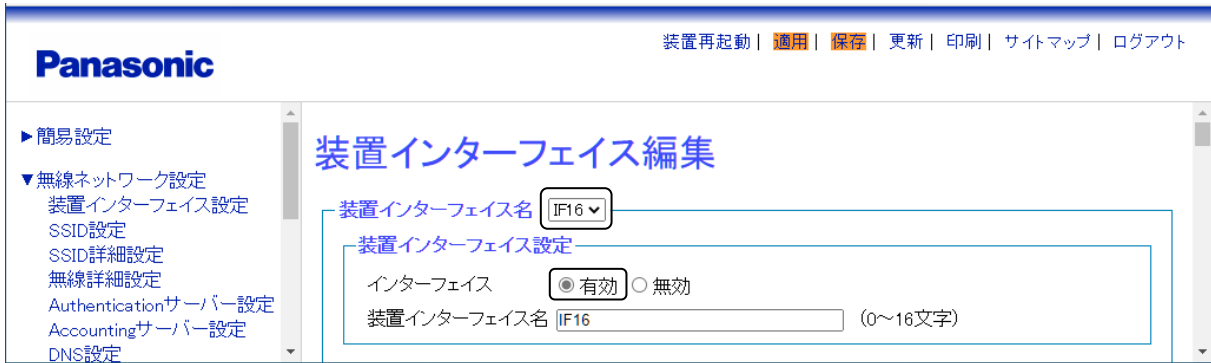 装置再起動| 適用| 保存| 更新| 印刷| サイトマップ| ログアウト
Panasonic
►簡易設定
▼無線ネットワーク設定
装置インターフェイス設定
SSID設定
SSID詳細設定
無線詳細設定
Authenticationサーバー設定
Accountingサーバー設定
DNS設定
装置インターフェイス編集
装置インターフェイス名 IF16
装置インターフェイス設定
インターフェイス 有効 無効
装置インターフェイス名 IF16 (0～16文字)